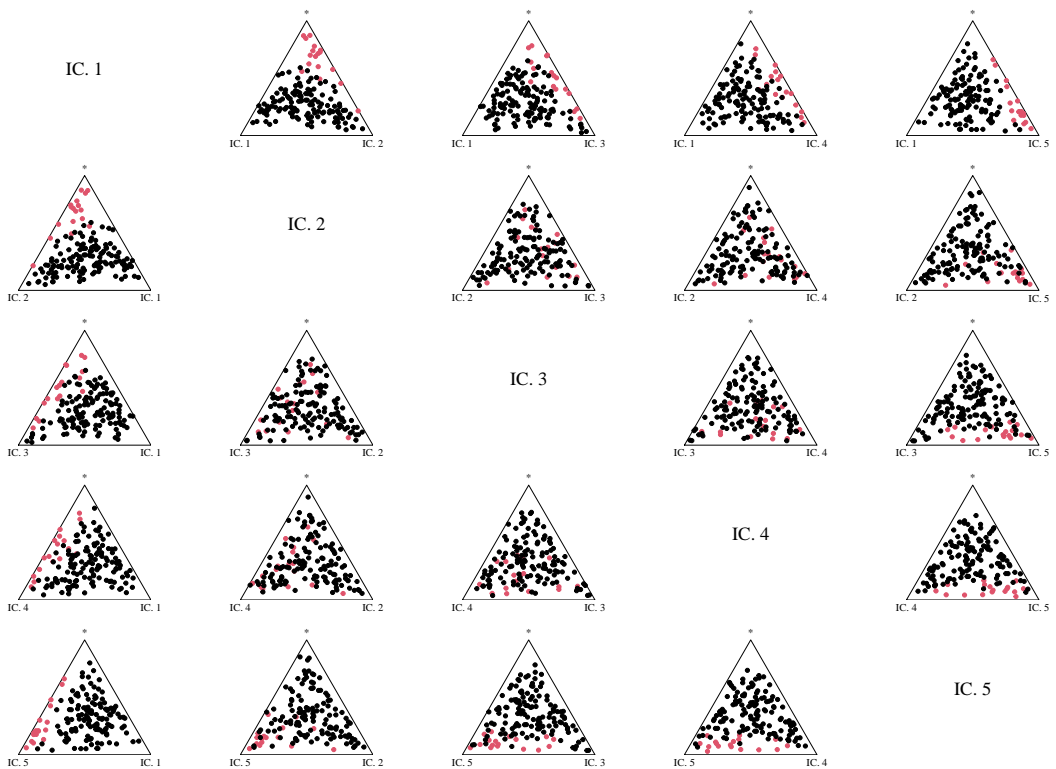 * * * *
IC. 1
IC. 1 IC. 2 IC. 1 IC. 3 IC. 1 IC. 4 IC. 1 IC. 5
* * * *
IC. 2
IC. 2 IC. 1 IC. 2 IC. 3 IC. 2 IC. 4 IC. 2 IC. 5
* * * *
IC. 3
IC. 3 IC. 1 IC. 3 IC. 2 IC. 3 IC. 4 IC. 3 IC. 5
* * * *
IC. 4
IC. 4 IC. 1 IC. 4 IC. 2 IC. 4 IC. 3 IC. 4 IC. 5
* * * *
IC. 5
IC. 5 IC. 1 IC. 5 IC. 2 IC. 5 IC. 3 IC. 5 IC. 4